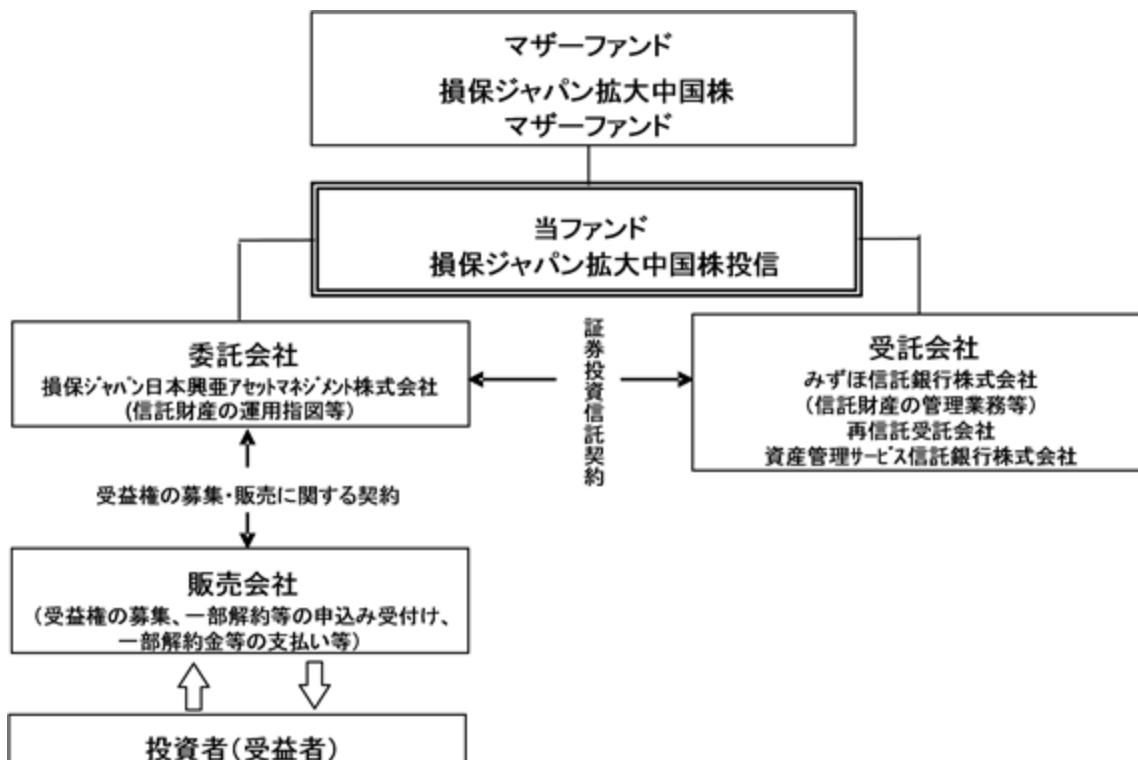 マザーファンド
損保ジャパン拡大中国株
マザーファンド
当ファンド
損保ジャパン拡大中国株投信
委託会社
損保ジャパン日本興亜アセットマネジメント株式会社
(信託財産の運用指図等)
証券投資信託契約
受託会社
みずほ信託銀行株式会社
(信託財産の管理業務等)
再信託受託会社
資産管理サービス信託銀行株式会社
受益権の募集・販売に関する契約
販売会社
(受益権の募集、一部解約等の申込み受付け、
一部解約金等の支払い等)
投資者(受益者)